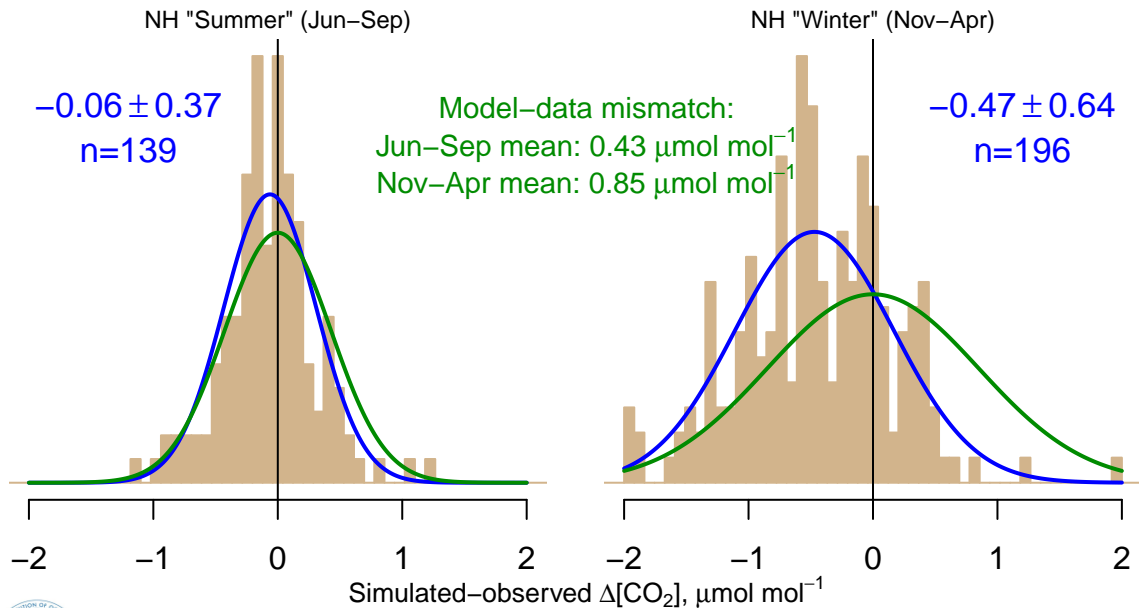 NH "Summer" (Jun−Sep)
−0.06 ± 0.37
n=139
Model−data mismatch:
Jun−Sep mean: 0.43 μmol mol⁻¹
Nov−Apr mean: 0.85 μmol mol⁻¹
NH "Winter" (Nov−Apr)
−0.47 ± 0.64
n=196
−2 −1 0 1 2
−2 −1 0 1 2
Simulated−observed Δ[CO₂], μmol mol⁻¹